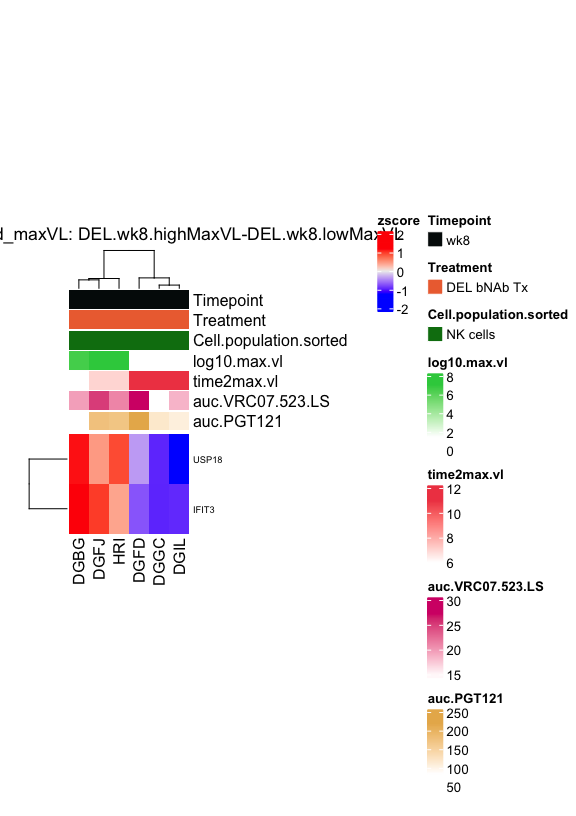 d_maxVL: DEL.wk8.highMaxVL-DEL.wk8.lowMaxVL
Timepoint
Treatment
Cell.population.sorted
log10.max.vl
time2max.vl
auc.VRC07.523.LS
auc.PGT121
USP18
IFIT3
DGBG
DGFJ
HRI
DGFD
DGGC
DGIL
zscore
2
1
0
-1
-2
Timepoint
wk8
Treatment
DEL bNAb Tx
Cell.population.sorted
NK cells
log10.max.vl
8
6
4
2
0
time2max.vl
12
10
8
6
auc.VRC07.523.LS
30
25
20
15
auc.PGT121
250
200
150
100
50